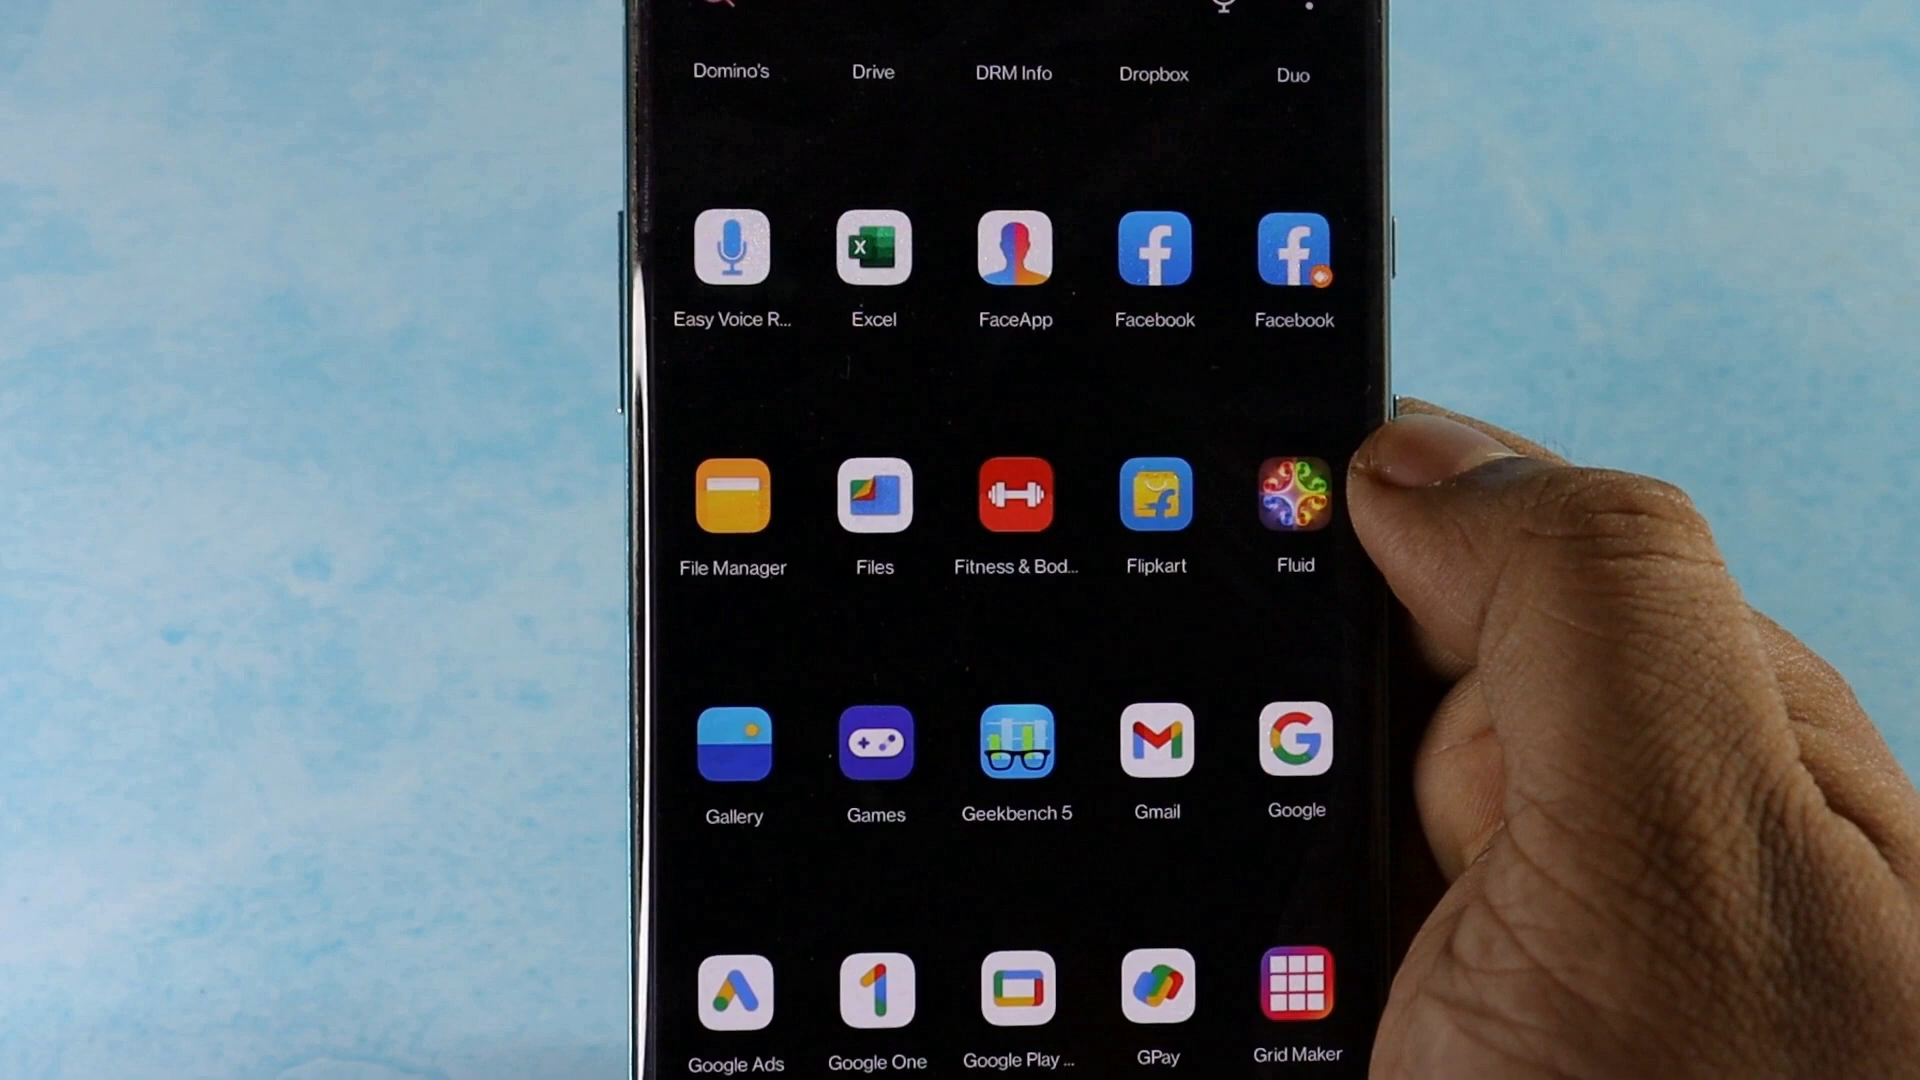 Domino's Drive DRM Info Dropbox Duo
Easy Voice R... Excel FaceApp Facebook Facebook
File Manager Files Fitness & Bod... Flipkart Fluid
Gallery Games Geekbench 5 Gmail Google
Google Ads Google One Google Play ... GPay Grid Maker